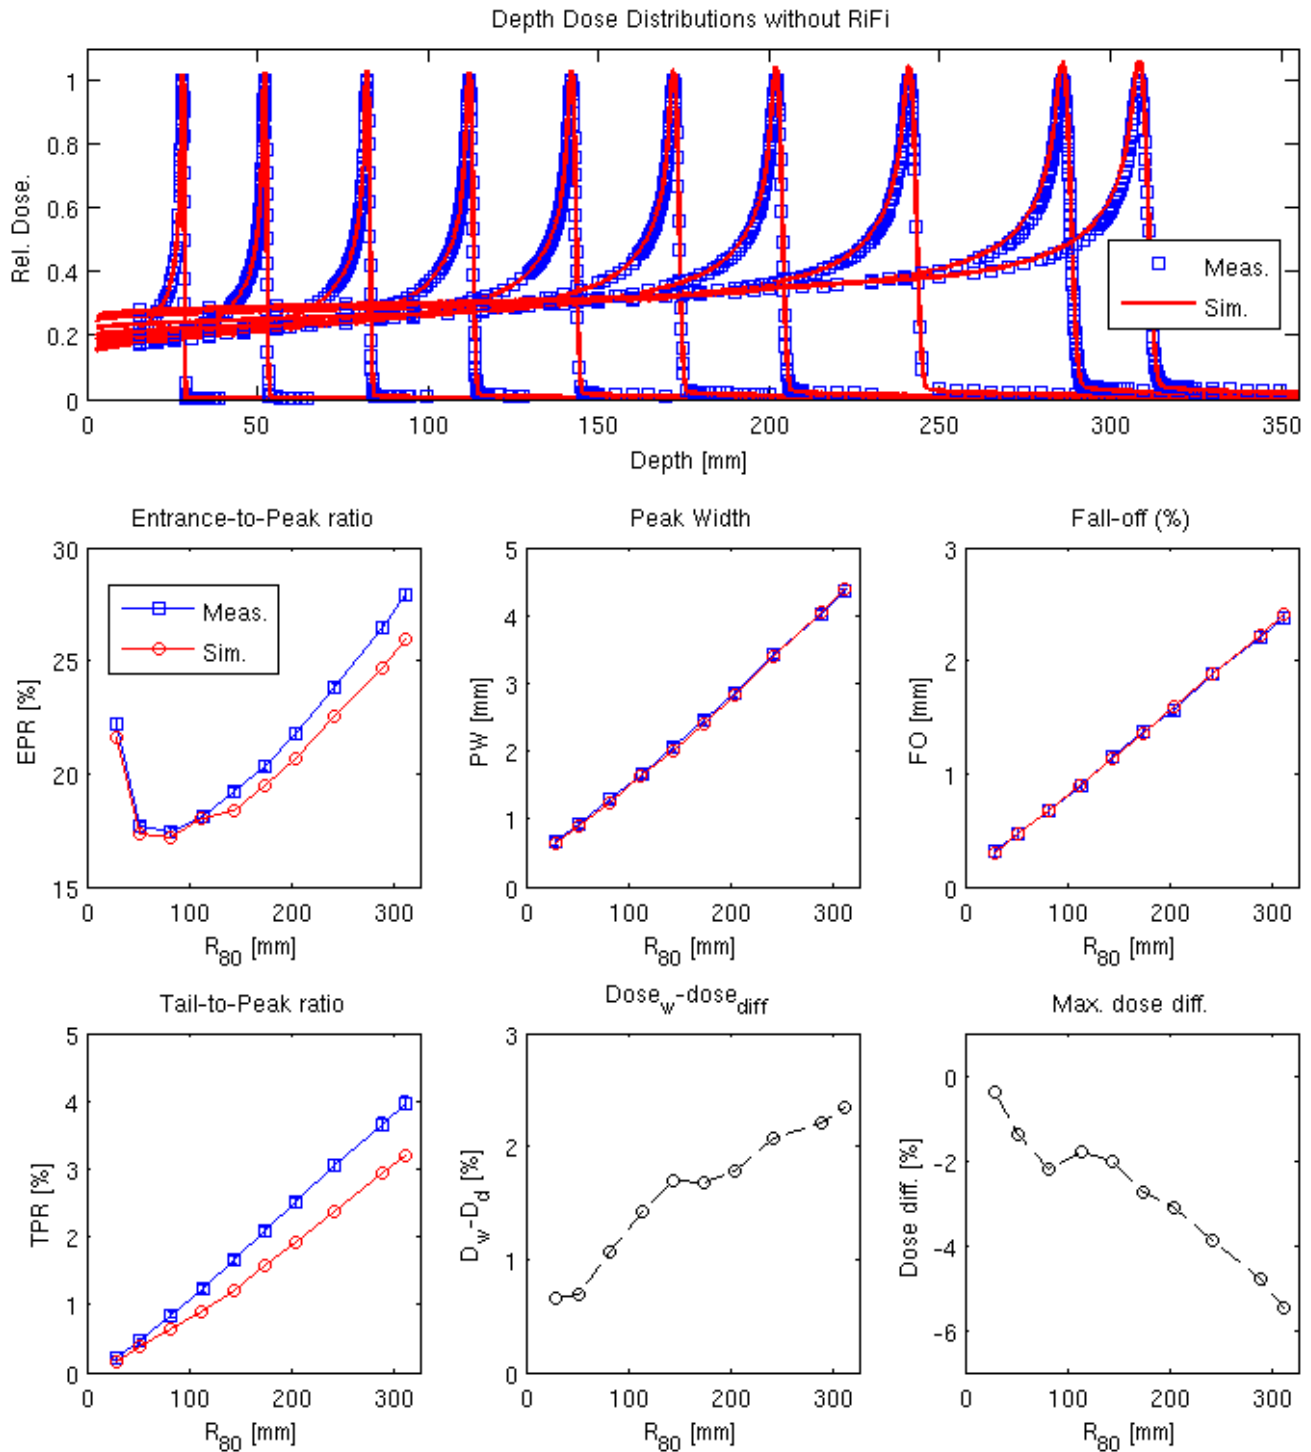 Depth Dose Distributions without RiFi
1
0.8
0.6
0.4
0.2
0
Rel. Dose.
Meas.
Sim.
0 50 100 150 200 250 300 350
Depth [mm]
Entrance-to-Peak ratio
30
25
20
15
EPR [%]
Meas.
Sim.
0 100 200 300
R80 [mm]
Peak Width
5
4
3
2
1
0
PW [mm]
0 100 200 300
R80 [mm]
Fall-off (%)
3
2
1
0
FO [mm]
0 100 200 300
R80 [mm]
Tail-to-Peak ratio
5
4
3
2
1
0
TPR [%]
0 100 200 300
R80 [mm]
Dosew-dosediff
3
2
1
0
Dw-Dd [%]
0 100 200 300
R80 [mm]
Max. dose diff.
0
-2
-4
-6
Dose diff. [%]
0 100 200 300
R80 [mm]